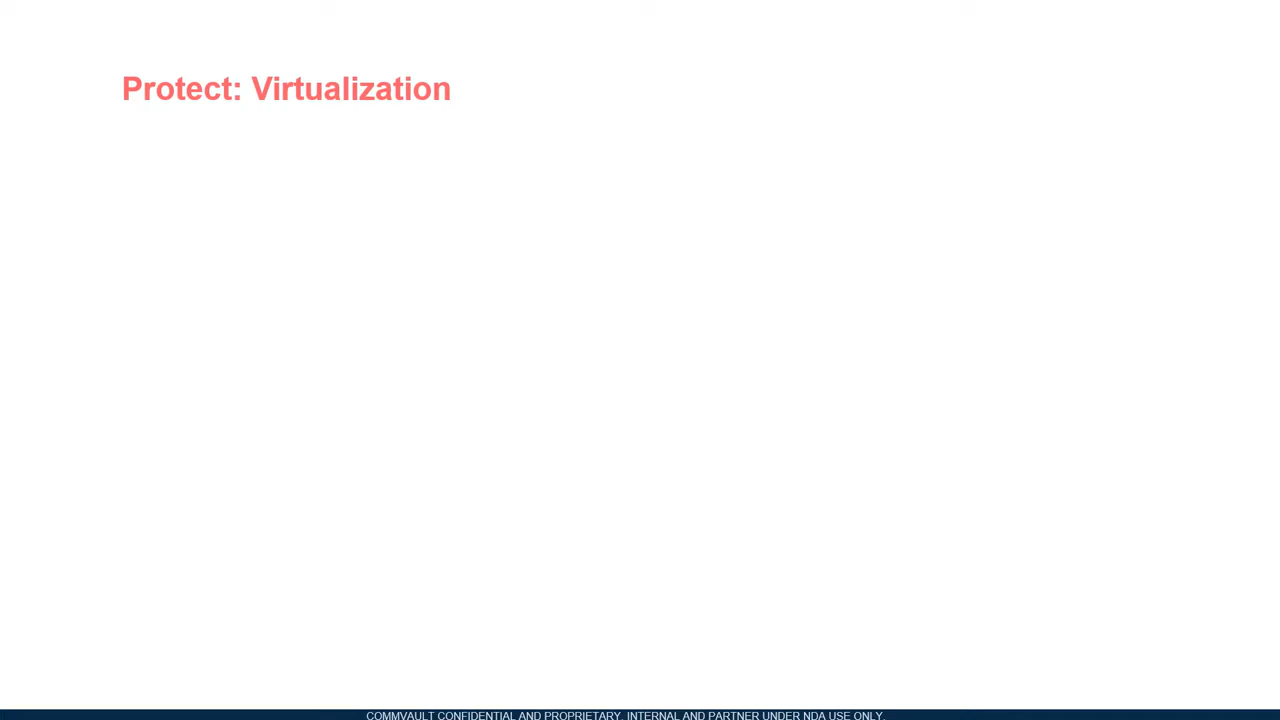 Protect: Virtualization
COMMVAULT CONFIDENTIAL AND PROPRIETARY. INTERNAL AND PARTNER UNDER NDA USE ONLY.